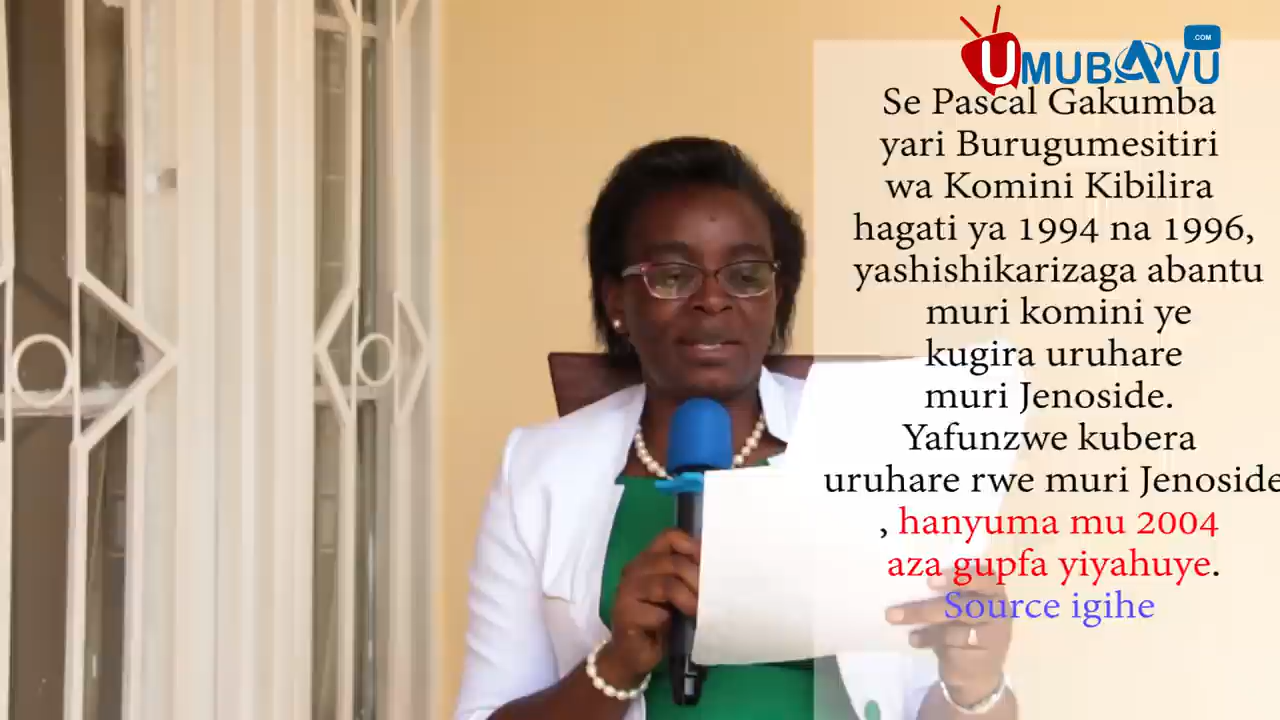 UMUBAVU
.COM
Se Pascal Gakumba
yari Burugumesitiri
wa Komini Kibilira
hagati ya 1994 na 1996,
yashishikarizaga abantu
muri komini ye
kugira uruhare
muri Jenoside.
Yafunzwe kubera
uruhare rwe muri Jenoside
, hanyuma mu 2004
aza gupfa yiyahuye.
Source igihe